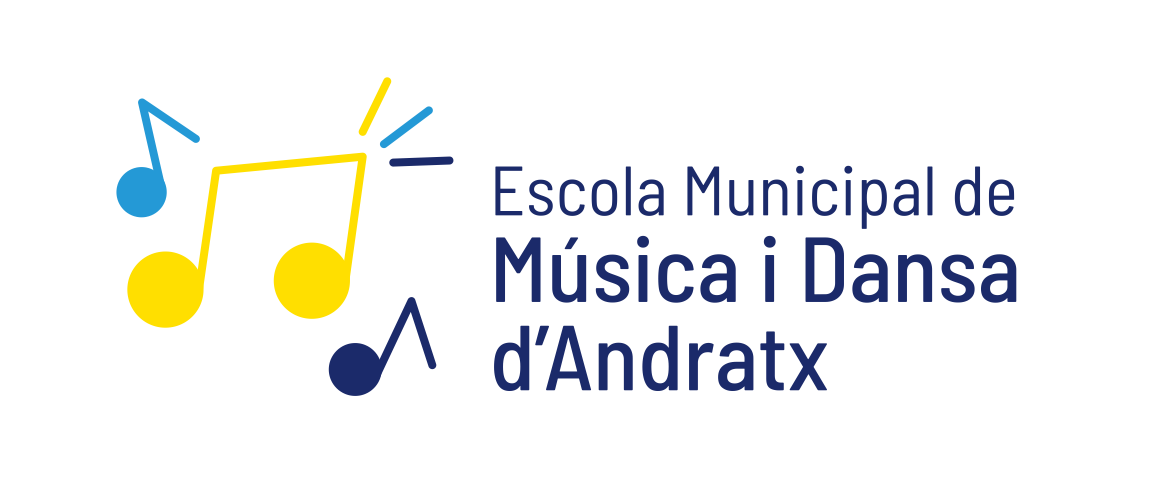 Escola Municipal de
Música i Dansa
d’Andratx